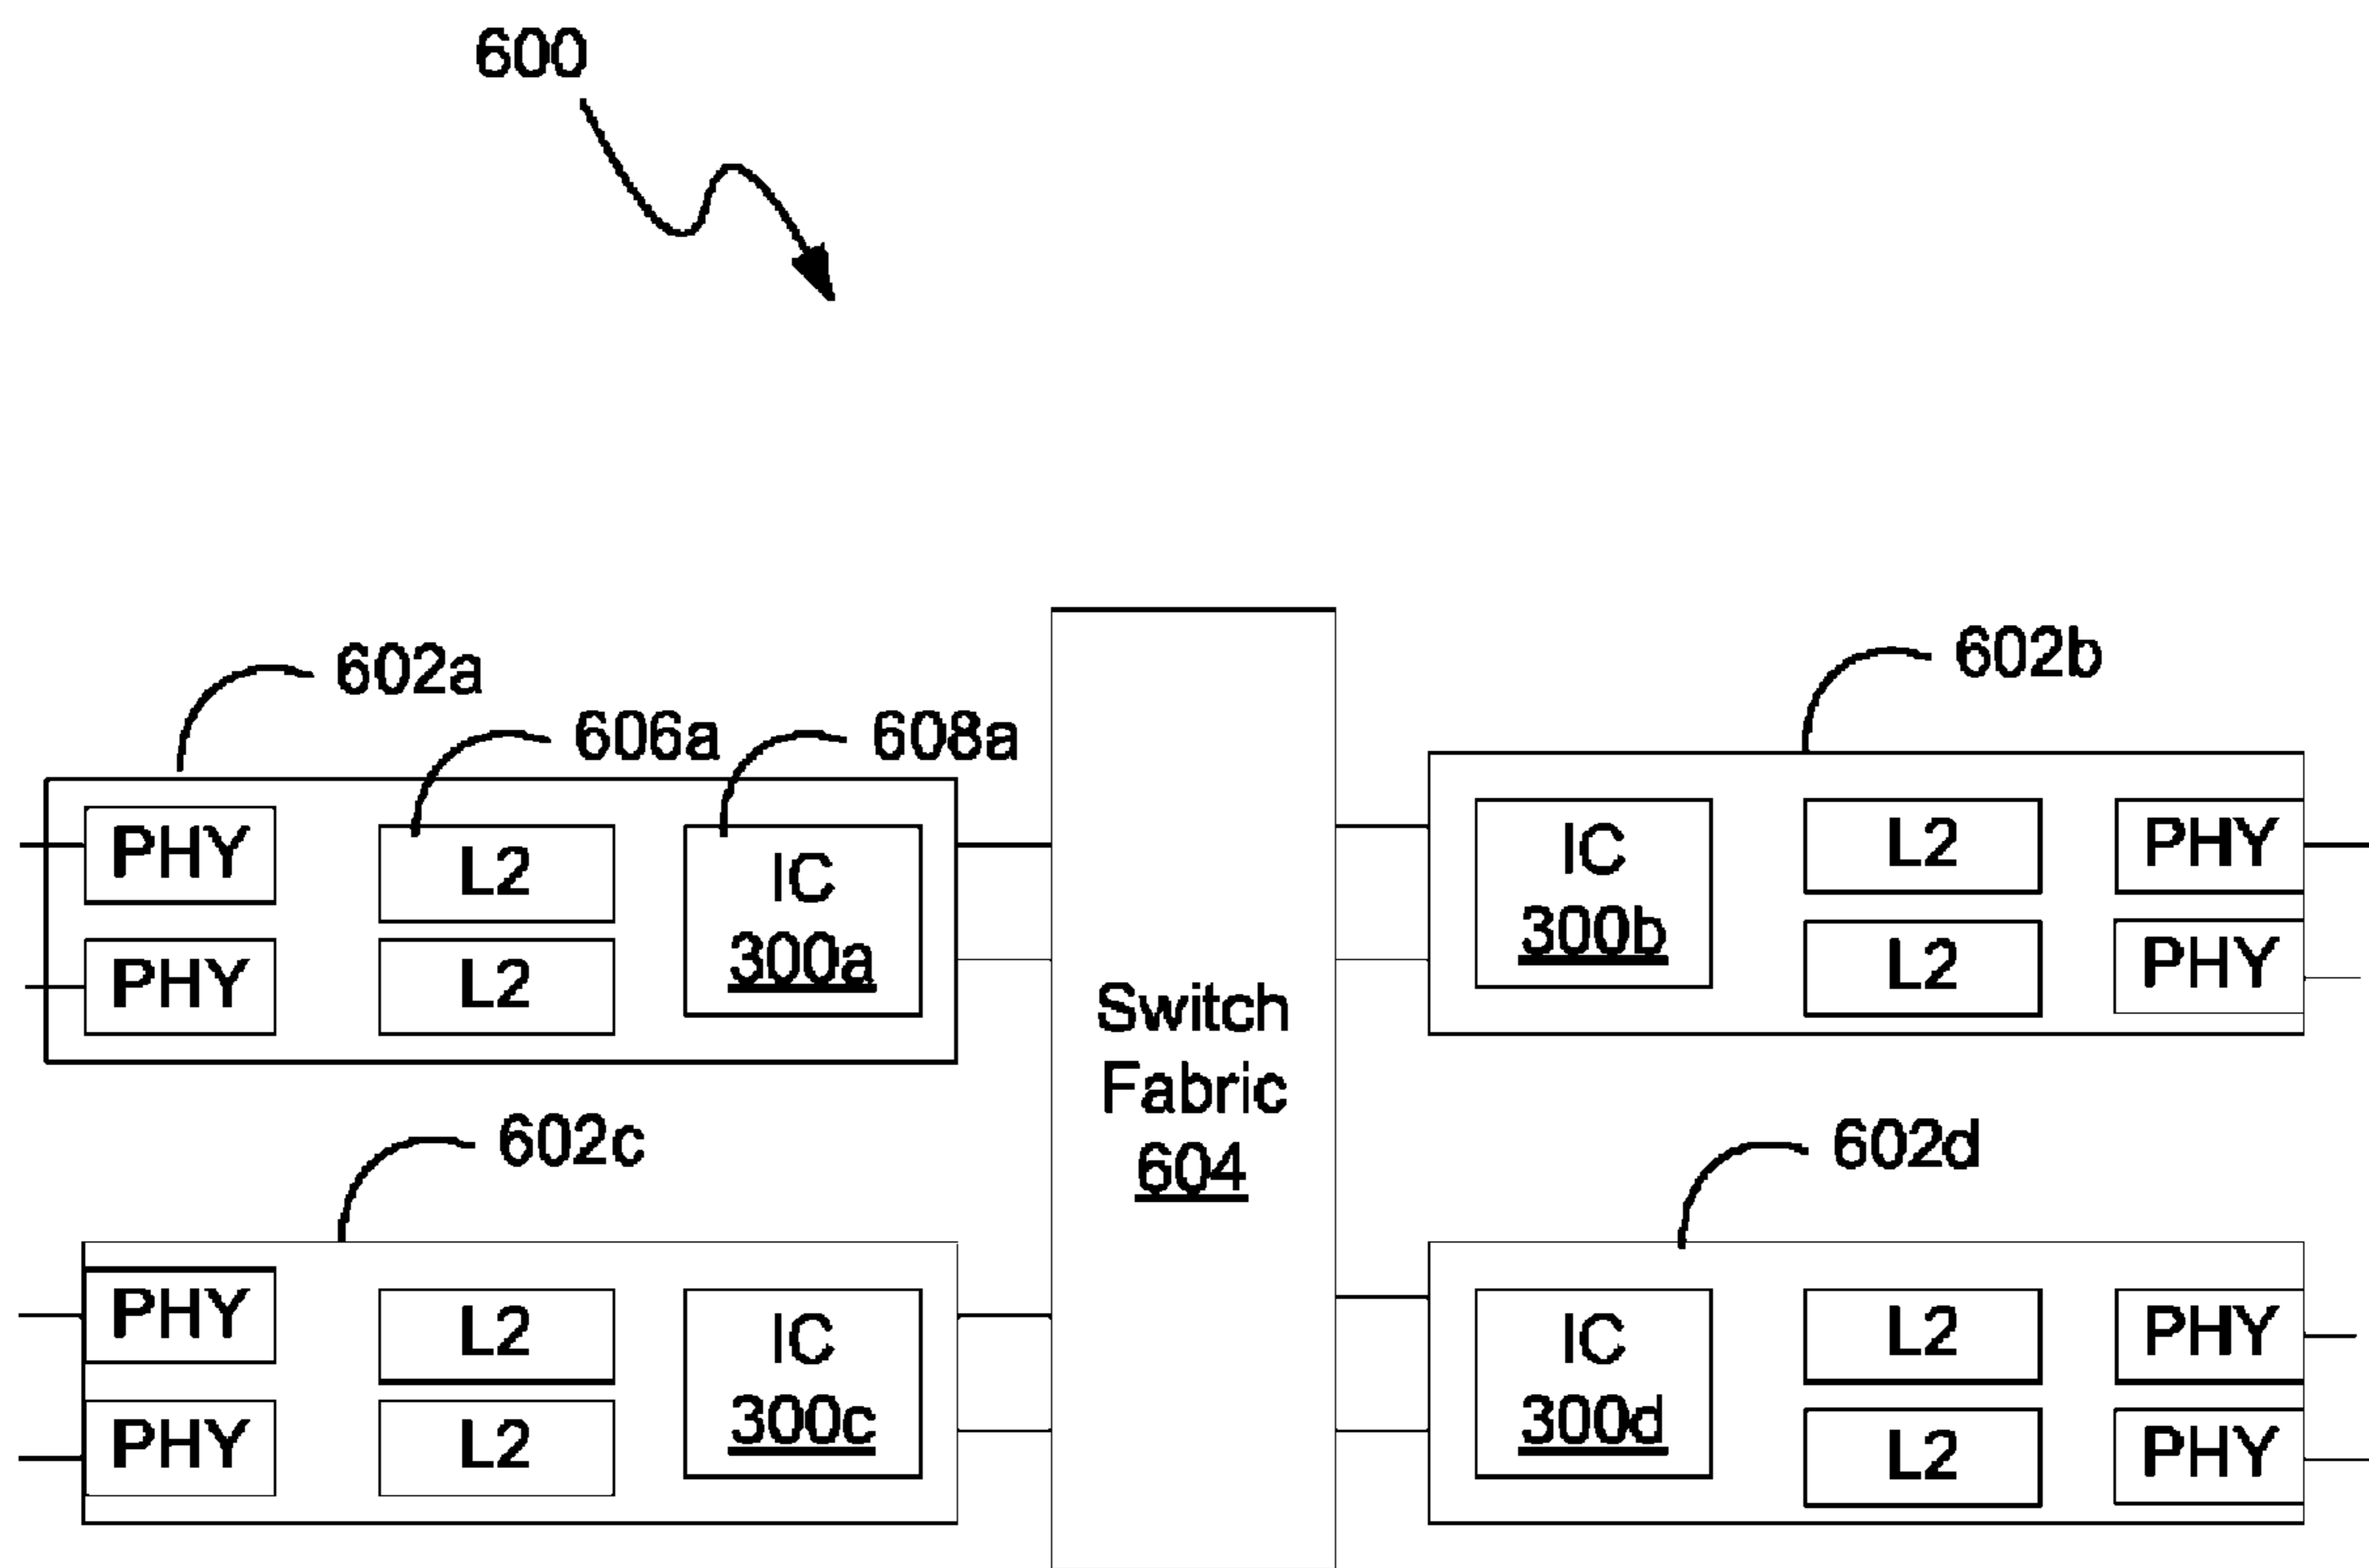 600
602a
606a
608a
602b
PHY
L2
IC
300a
PHY
L2
IC
300b
L2
PHY
L2
PHY
Switch
Fabric
604
602c
602d
PHY
L2
IC
300c
PHY
L2
IC
300d
L2
PHY
L2
PHY